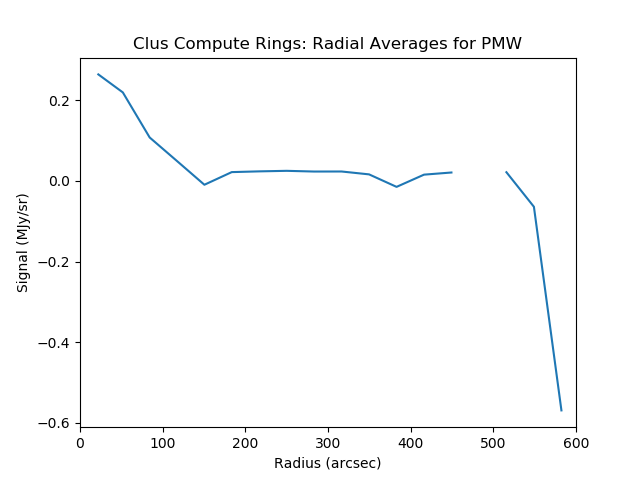 Clus Compute Rings: Radial Averages for PMW
0.2
0.0
−0.2
−0.4
−0.6
Signal (MJy/sr)
0 100 200 300 400 500 600
Radius (arcsec)